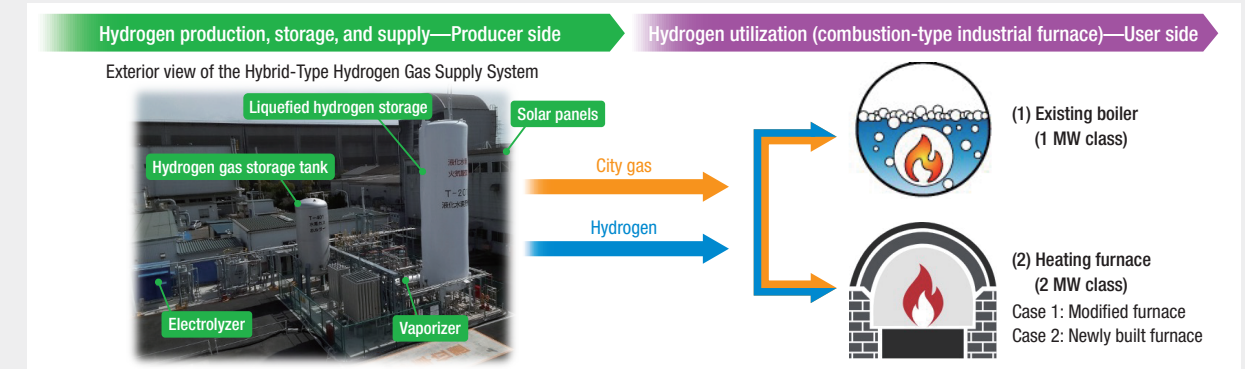 Hydrogen production, storage, and supply—Producer side
Hydrogen utilization (combustion-type industrial furnace)—User side
Exterior view of the Hybrid-Type Hydrogen Gas Supply System
Liquefied hydrogen storage
Solar panels
Hydrogen gas storage tank
Electrolyzer
Vaporizer
T-201
City gas
Hydrogen
(1) Existing boiler
(1 MW class)
(2) Heating furnace
(2 MW class)
Case 1: Modified furnace
Case 2: Newly built furnace